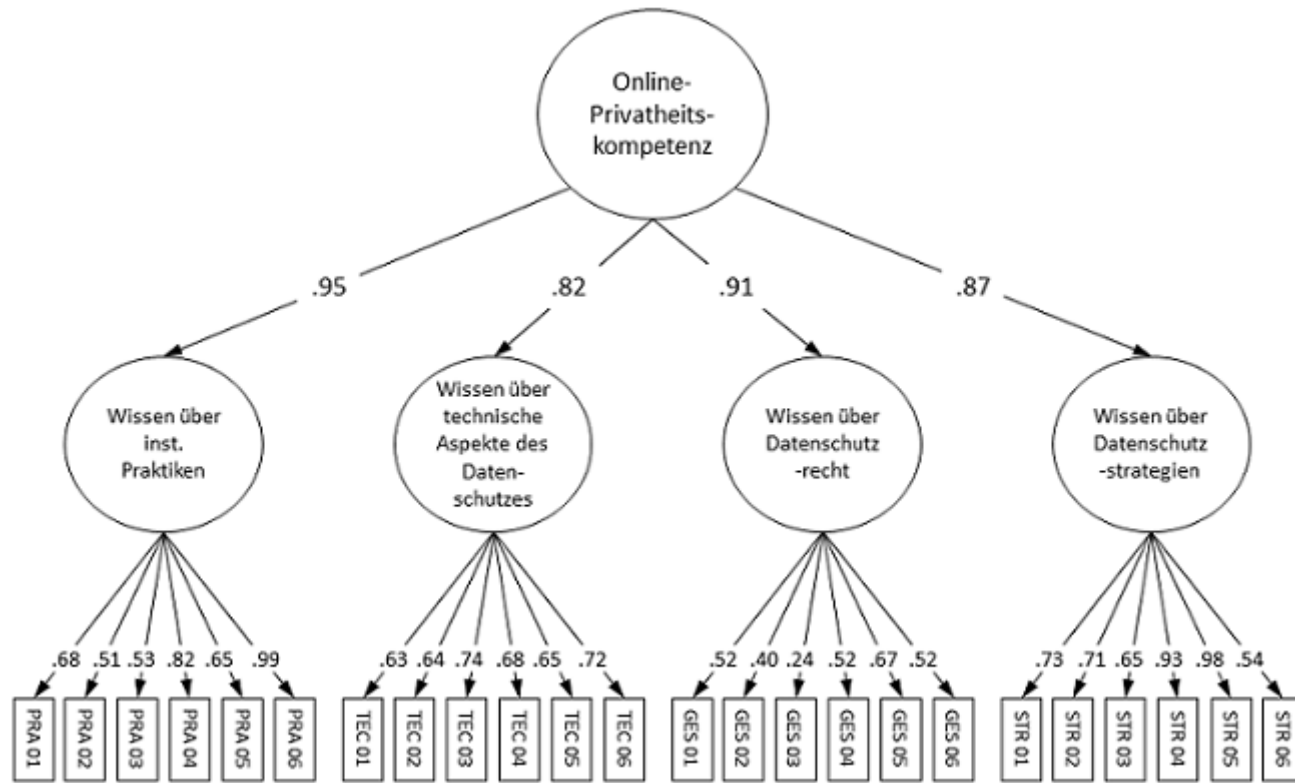 Online-
Privatheits-
kompetenz
.95
.82
.91
.87
Wissen über
inst.
Praktiken
Wissen über
technische
Aspekte des
Daten-
schutzes
Wissen über
Datenschutz
-recht
Wissen über
Datenschutz
-strategien
.68 .51 .53 .82 .65 .99
.63 .64 .74 .68 .65 .72
.52 .40 .24 .52 .67 .52
.73 .71 .65 .93 .98 .54
PRA 01
PRA 02
PRA 03
PRA 04
PRA 05
PRA 06
TEC 01
TEC 02
TEC 03
TEC 04
TEC 05
TEC 06
GES 01
GES 02
GES 03
GES 04
GES 05
GES 06
STR 01
STR 02
STR 03
STR 04
STR 05
STR 06